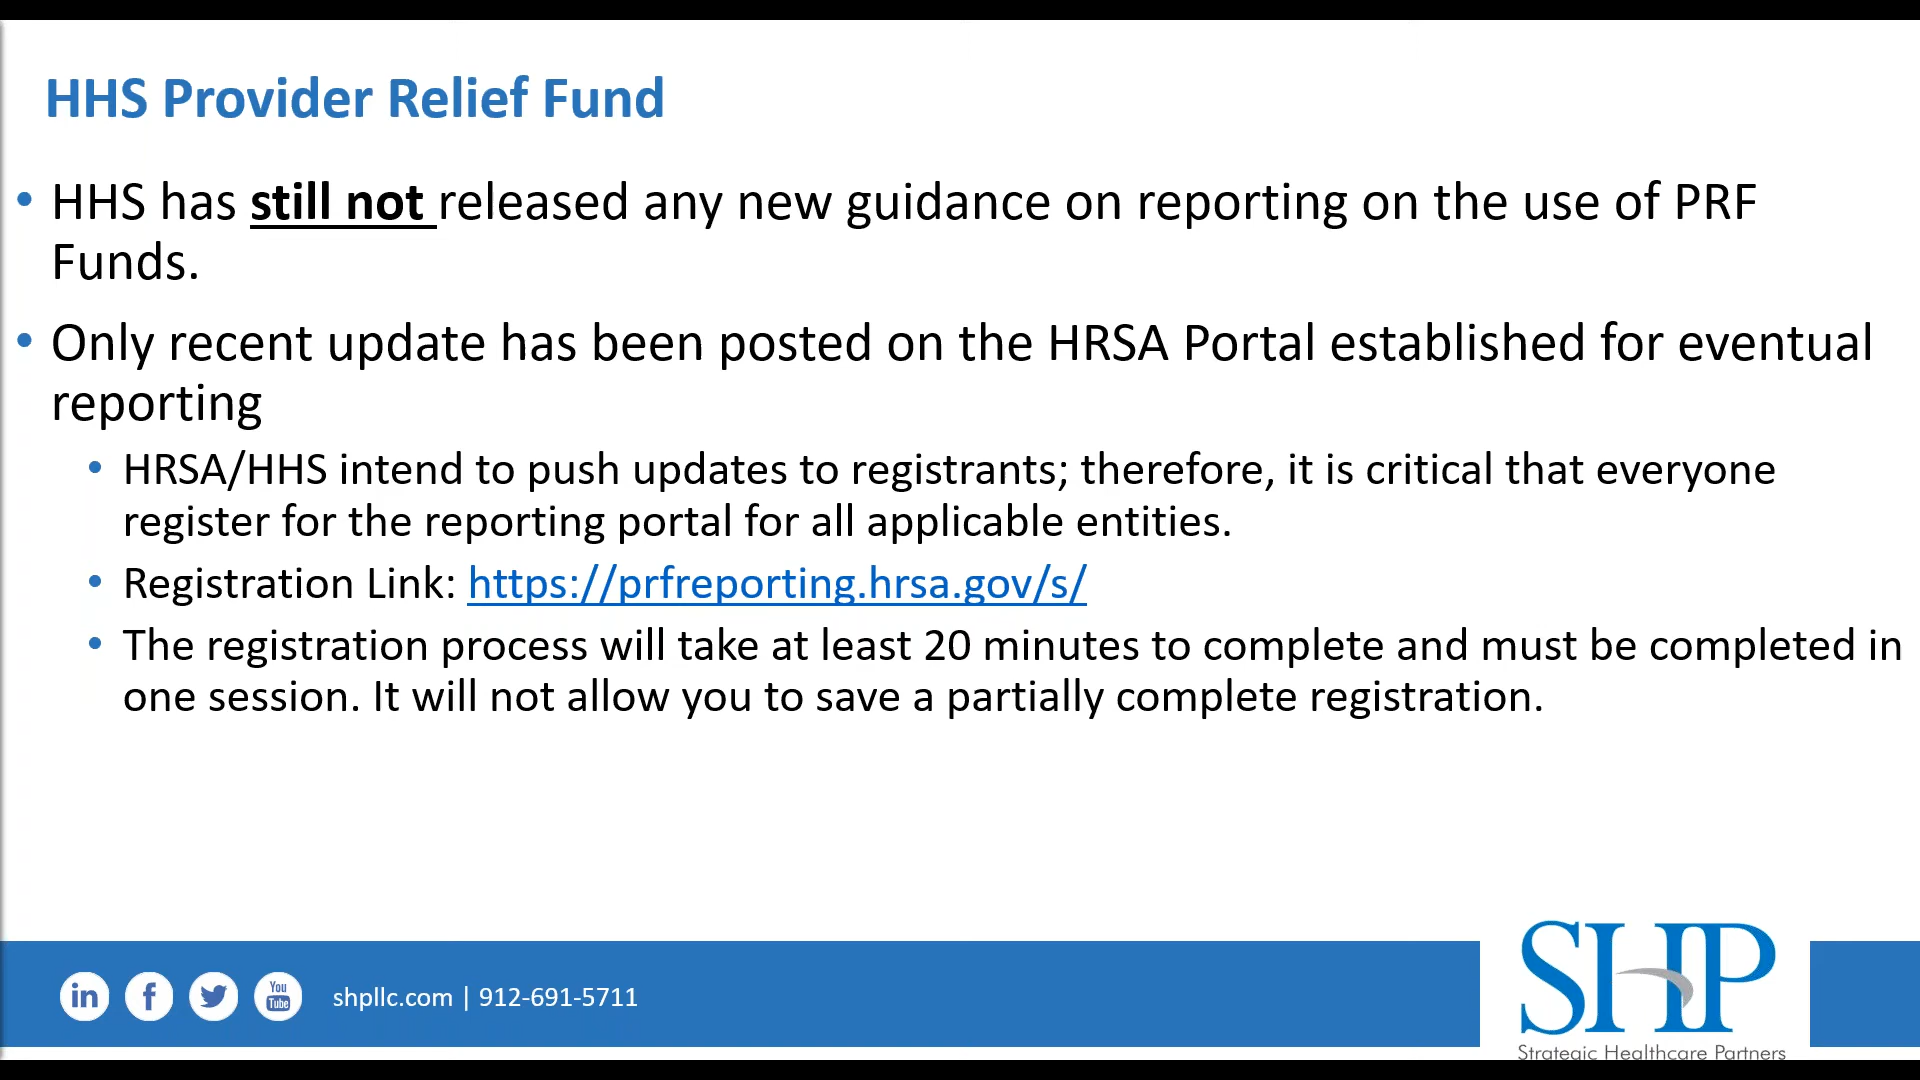 HHS Provider Relief Fund
• HHS has still not released any new guidance on reporting on the use of PRF
Funds.
• Only recent update has been posted on the HRSA Portal established for eventual
reporting
• HRSA/HHS intend to push updates to registrants; therefore, it is critical that everyone
register for the reporting portal for all applicable entities.
• Registration Link: https://prfreporting.hrsa.gov/s/
• The registration process will take at least 20 minutes to complete and must be completed in
one session. It will not allow you to save a partially complete registration.
in f You Tube shpllc.com | 912-691-5711
SHP
Strategic Healthcare Partners